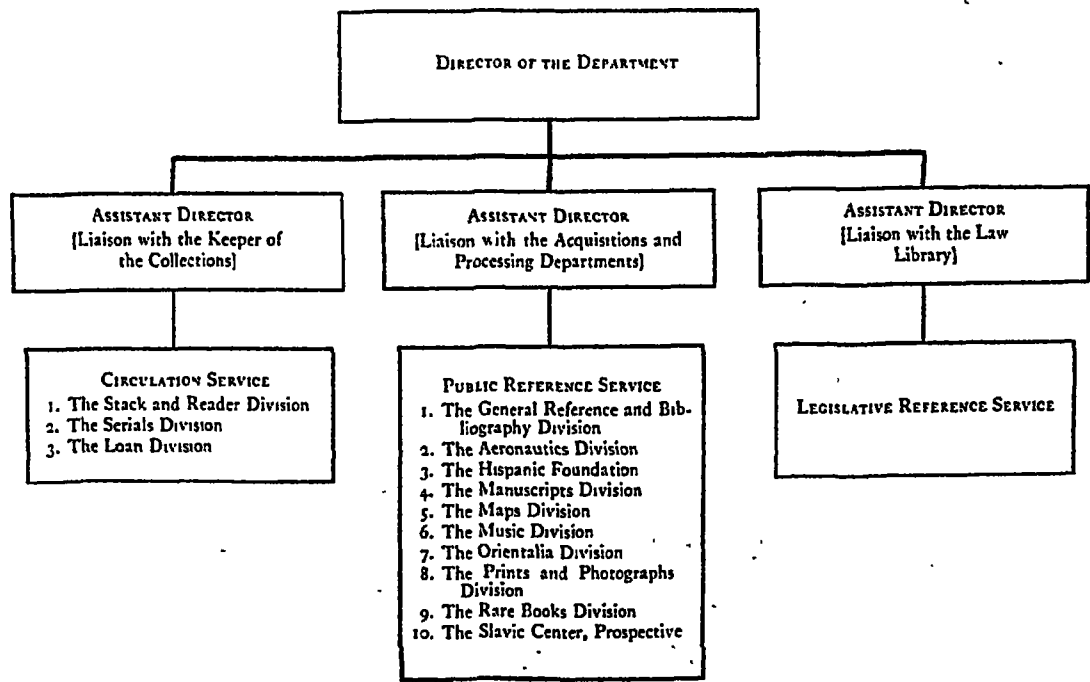 DIRECTOR OF THE DEPARTMENT
ASSISTANT DIRECTOR
[Liaison with the Keeper of
the Collections]
ASSISTANT DIRECTOR
[Liaison with the Acquisitions and
Processing Departments]
ASSISTANT DIRECTOR
[Liaison with the Law
Library]
CIRCULATION SERVICE
1. The Stack and Reader Division
2. The Serials Division
3. The Loan Division
PUBLIC REFERENCE SERVICE
1. The General Reference and Bib-
liography Division
2. The Aeronautics Division
3. The Hispanic Foundation
4. The Manuscripts Division
5. The Maps Division
6. The Music Division
7. The Orientalia Division
8. The Prints and Photographs
Division
9. The Rare Books Division
10. The Slavic Center, Prospective
LEGISLATIVE REFERENCE SERVICE